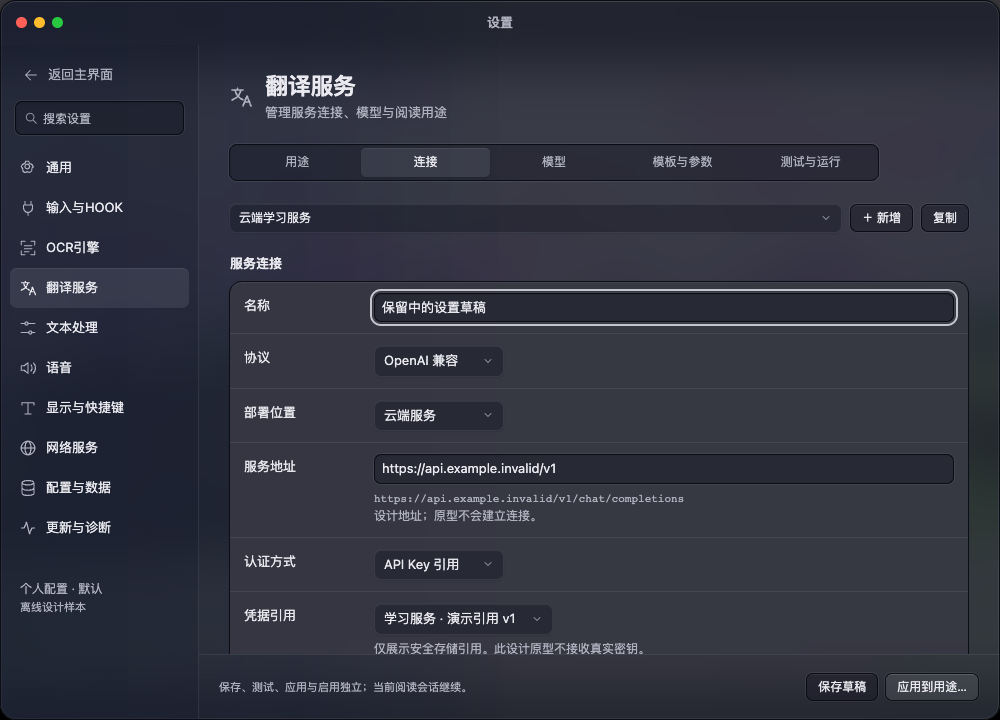 设置
返回主界面
搜索设置
通用
输入与HOOK
OCR引擎
翻译服务
文本处理
语音
显示与快捷键
网络服务
配置与数据
更新与诊断
个人配置 · 默认
离线设计样本
翻译服务
管理服务连接、模型与阅读用途
用途
连接
模型
模板与参数
测试与运行
云端学习服务
+ 新增
复制
服务连接
名称
保留中的设置草稿
协议
OpenAI 兼容
部署位置
云端服务
服务地址
https://api.example.invalid/v1
https://api.example.invalid/v1/chat/completions
设计地址；原型不会建立连接。
认证方式
API Key 引用
凭据引用
学习服务 · 演示引用 v1
仅展示安全存储引用。此设计原型不接收真实密钥。
保存、测试、应用与启用独立；当前阅读会话继续。
保存草稿
应用到用途...